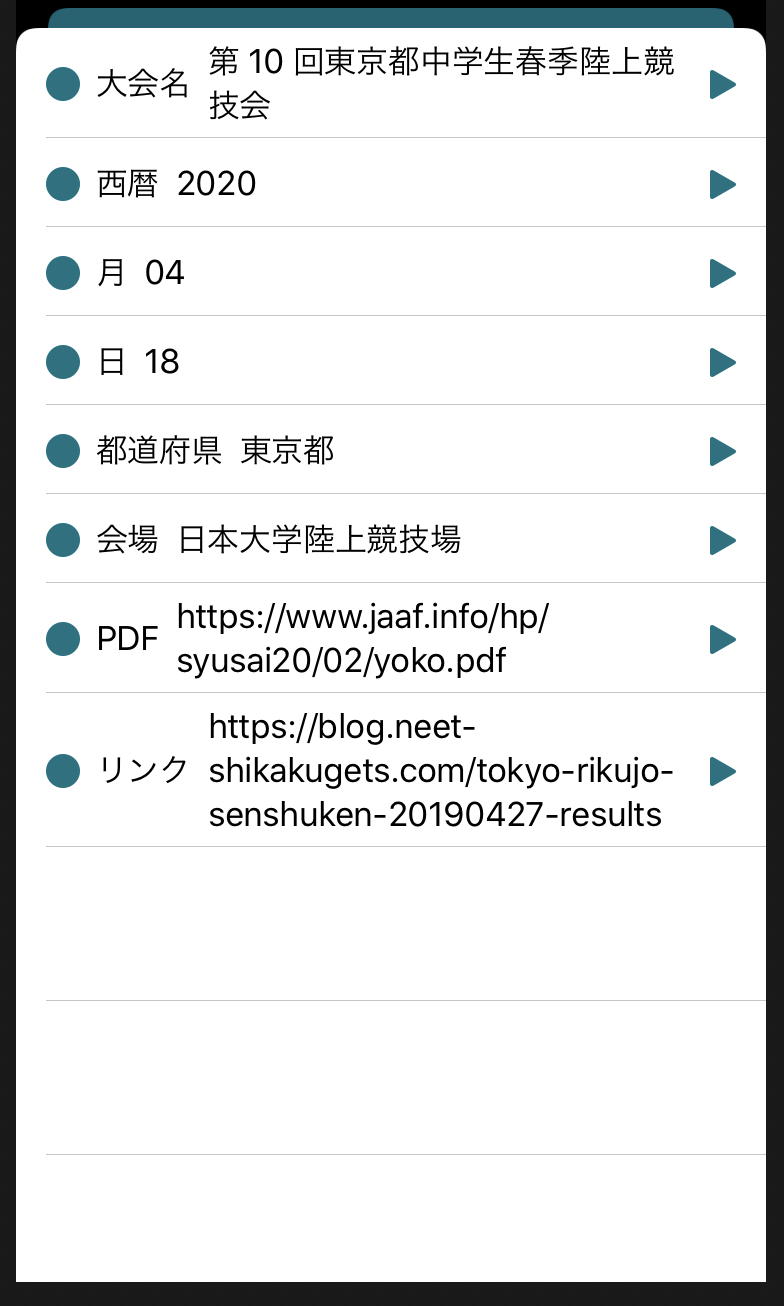 大会名 第 10 回東京都中学生春季陸上競
技会
西暦 2020
月 04
日 18
都道府県 東京都
会場 日本大学陸上競技場
PDF https://www.jaaf.info/hp/
syusai20/02/yoko.pdf
https://blog.neet-
リンク shikakugets.com/tokyo-rikujo-
senshuken-20190427-results